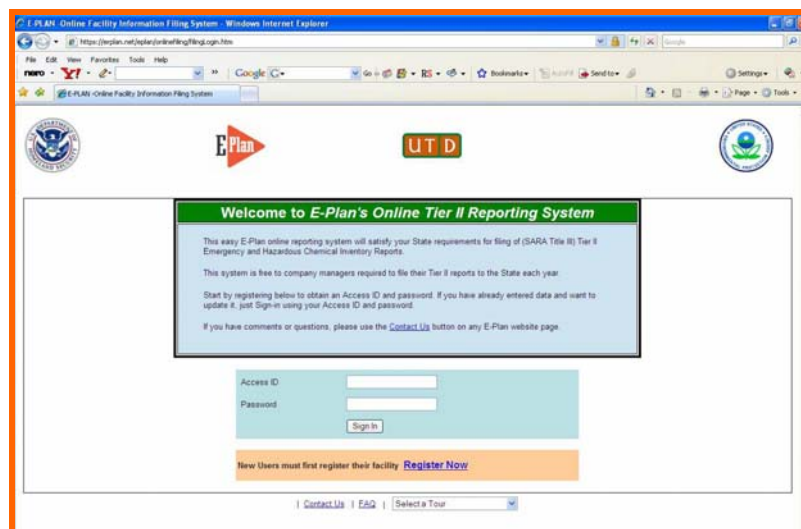 E-PLAN -Online Facility Information Filing System - Windows Internet Explorer
https://erplan.net/eplan/onlinefiling/filingLogin.htm
Google
File Edit View Favorites Tools Help
nero Y! Google G Go RS Bookmarks Send to Settings
E-PLAN -Online Facility Information Filing System Page Tools
E Plan UTD
Welcome to E-Plan's Online Tier II Reporting System
This easy E-Plan online reporting system will satisfy your State requirements for filing of (SARA Title III) Tier II
Emergency and Hazardous Chemical Inventory Reports.
This system is free to company managers required to file their Tier II reports to the State each year
Start by registering below to obtain an Access ID and password. If you have already entered data and want to
update it, just Sign-in using your Access ID and password.
If you have comments or questions, please use the Contact Us button on any E-Plan website page.
Access ID
Password
Sign In
New Users must first register their facility Register Now
| Contact Us | FAQ | Select a Tour